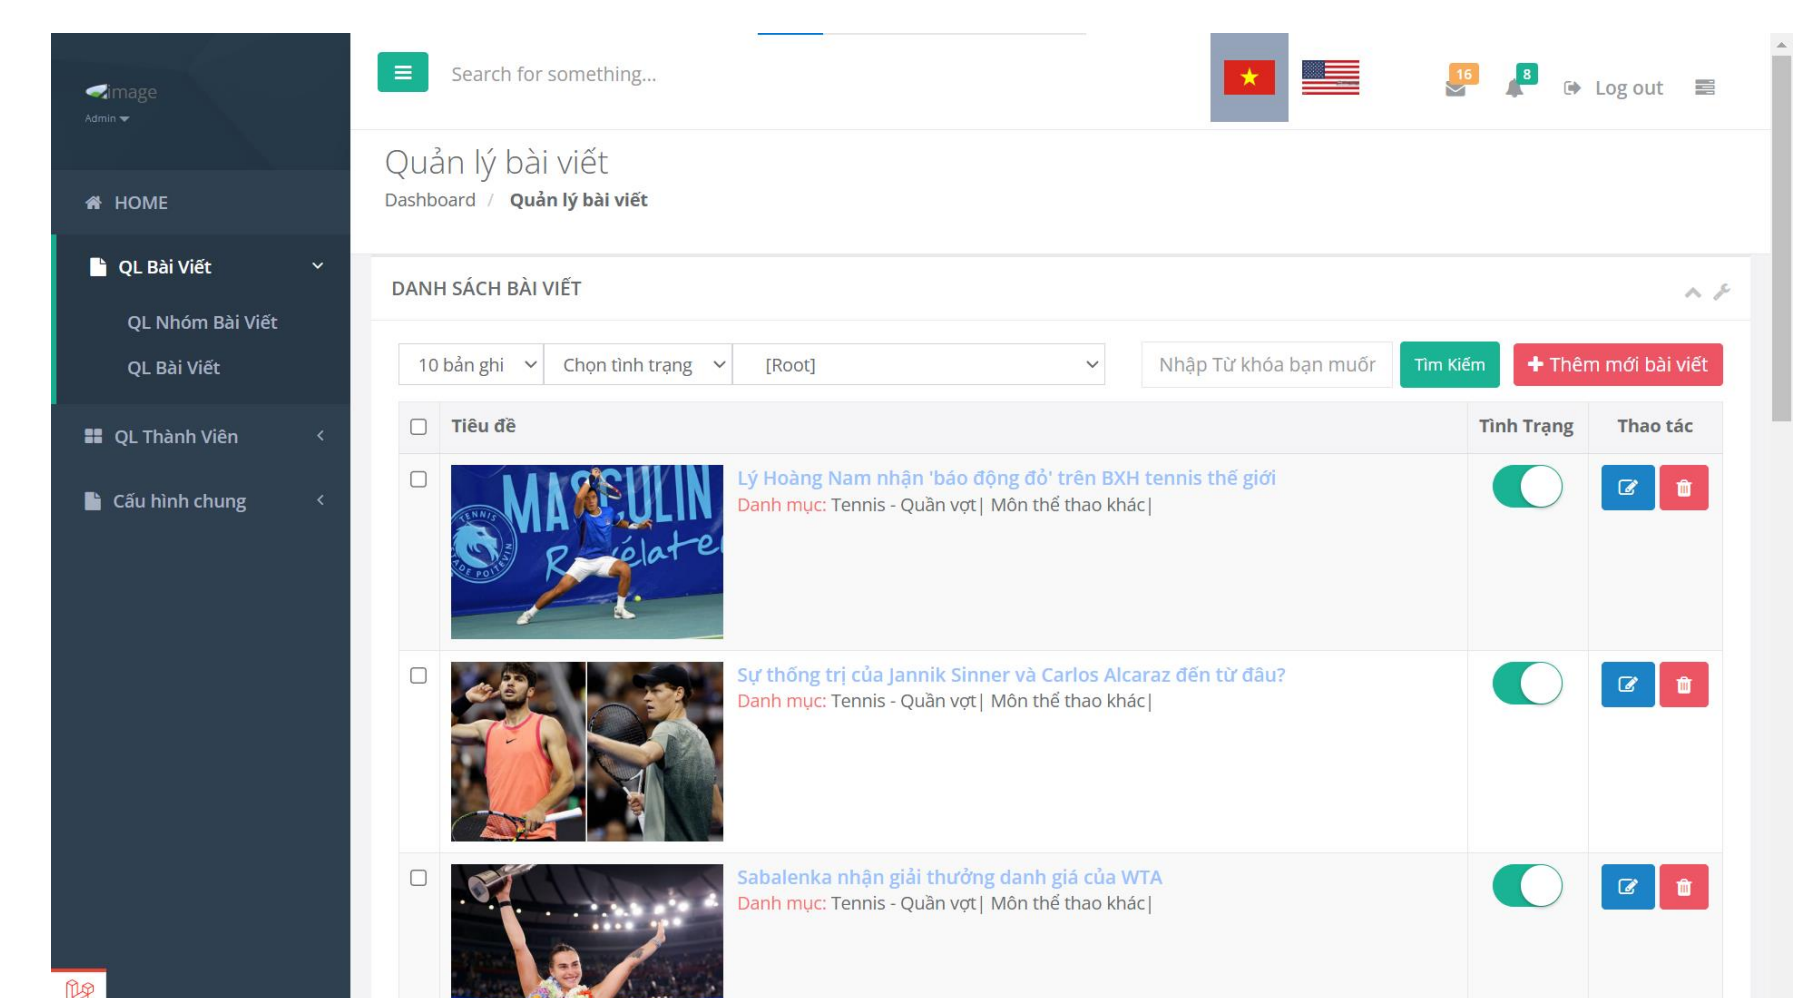 image
Admin
Search for something...
16
8
Log out
Quản lý bài viết
Dashboard / Quản lý bài viết
HOME
QL Bài Viết
QL Nhóm Bài Viết
QL Bài Viết
QL Thành Viên
Cấu hình chung
DANH SÁCH BÀI VIẾT
10 bản ghi
Chọn tình trạng
[Root]
Nhập Từ khóa bạn muốn
Tìm Kiếm
+ Thêm mới bài viết
Tiêu đề
Tình Trạng
Thao tác
MASCULIN
TENNIS
Lý Hoàng Nam nhận 'báo động đỏ' trên BXH tennis thế giới
Danh mục: Tennis - Quần vợt| Môn thể thao khác|
Sự thống trị của Jannik Sinner và Carlos Alcaraz đến từ đâu?
Danh mục: Tennis - Quần vợt| Môn thể thao khác|
Sabalenka nhận giải thưởng danh giá của WTA
Danh mục: Tennis - Quần vợt| Môn thể thao khác|